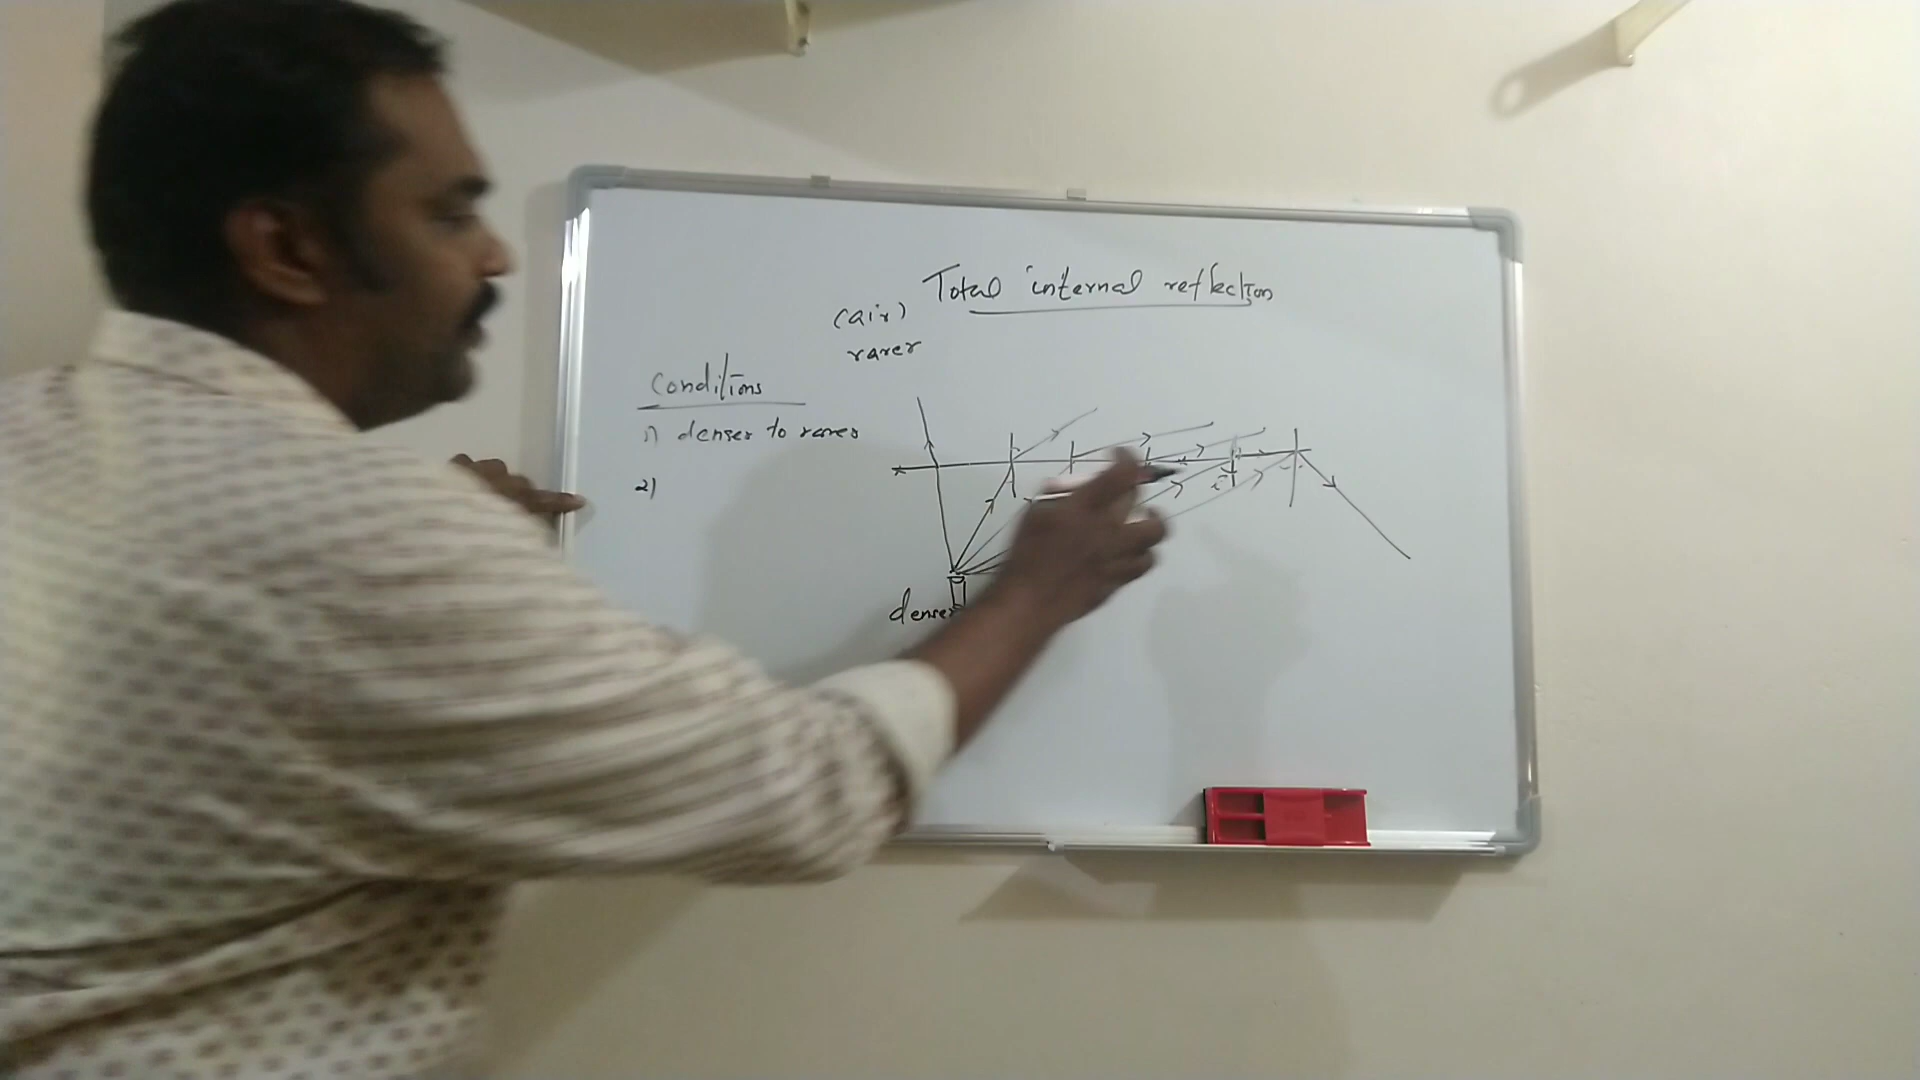 Total internal reflection
(air)
rarer
Conditions
1) denser to rarer
2)
i
denser